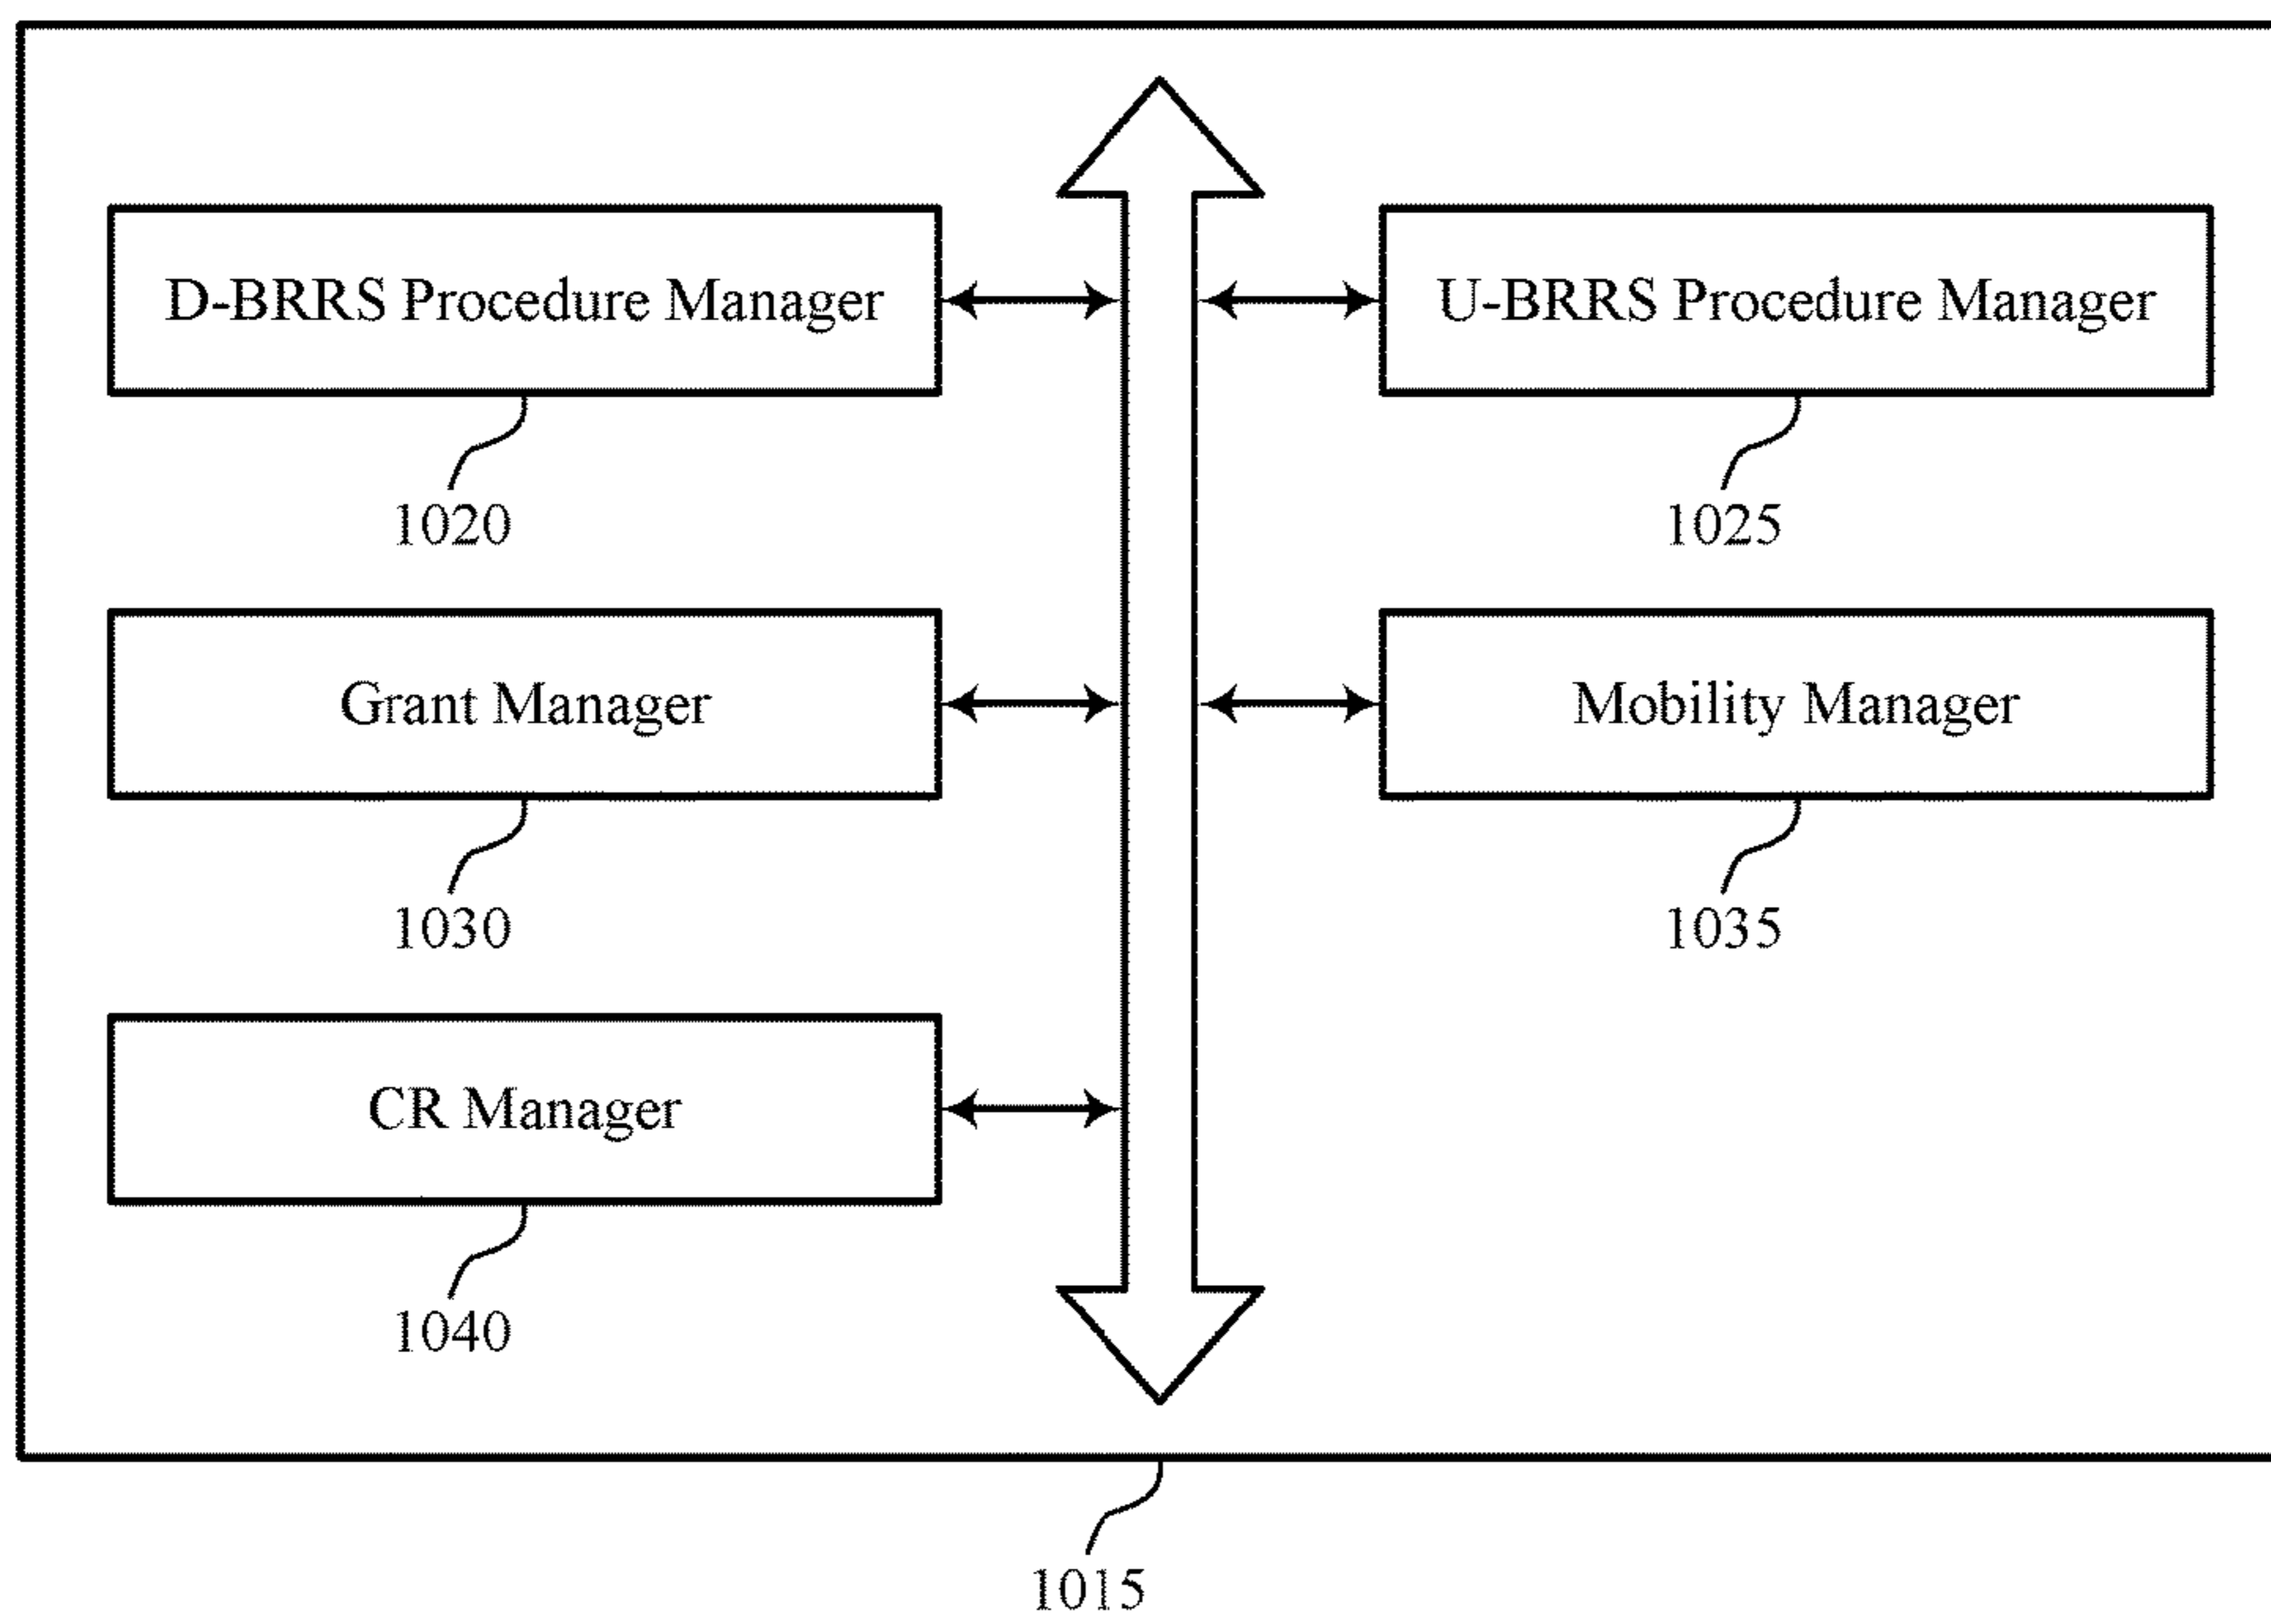 D-BRRS Procedure Manager
U-BRRS Procedure Manager
1020
1025
Grant Manager
Mobility Manager
1030
1035
CR Manager
1040
1015